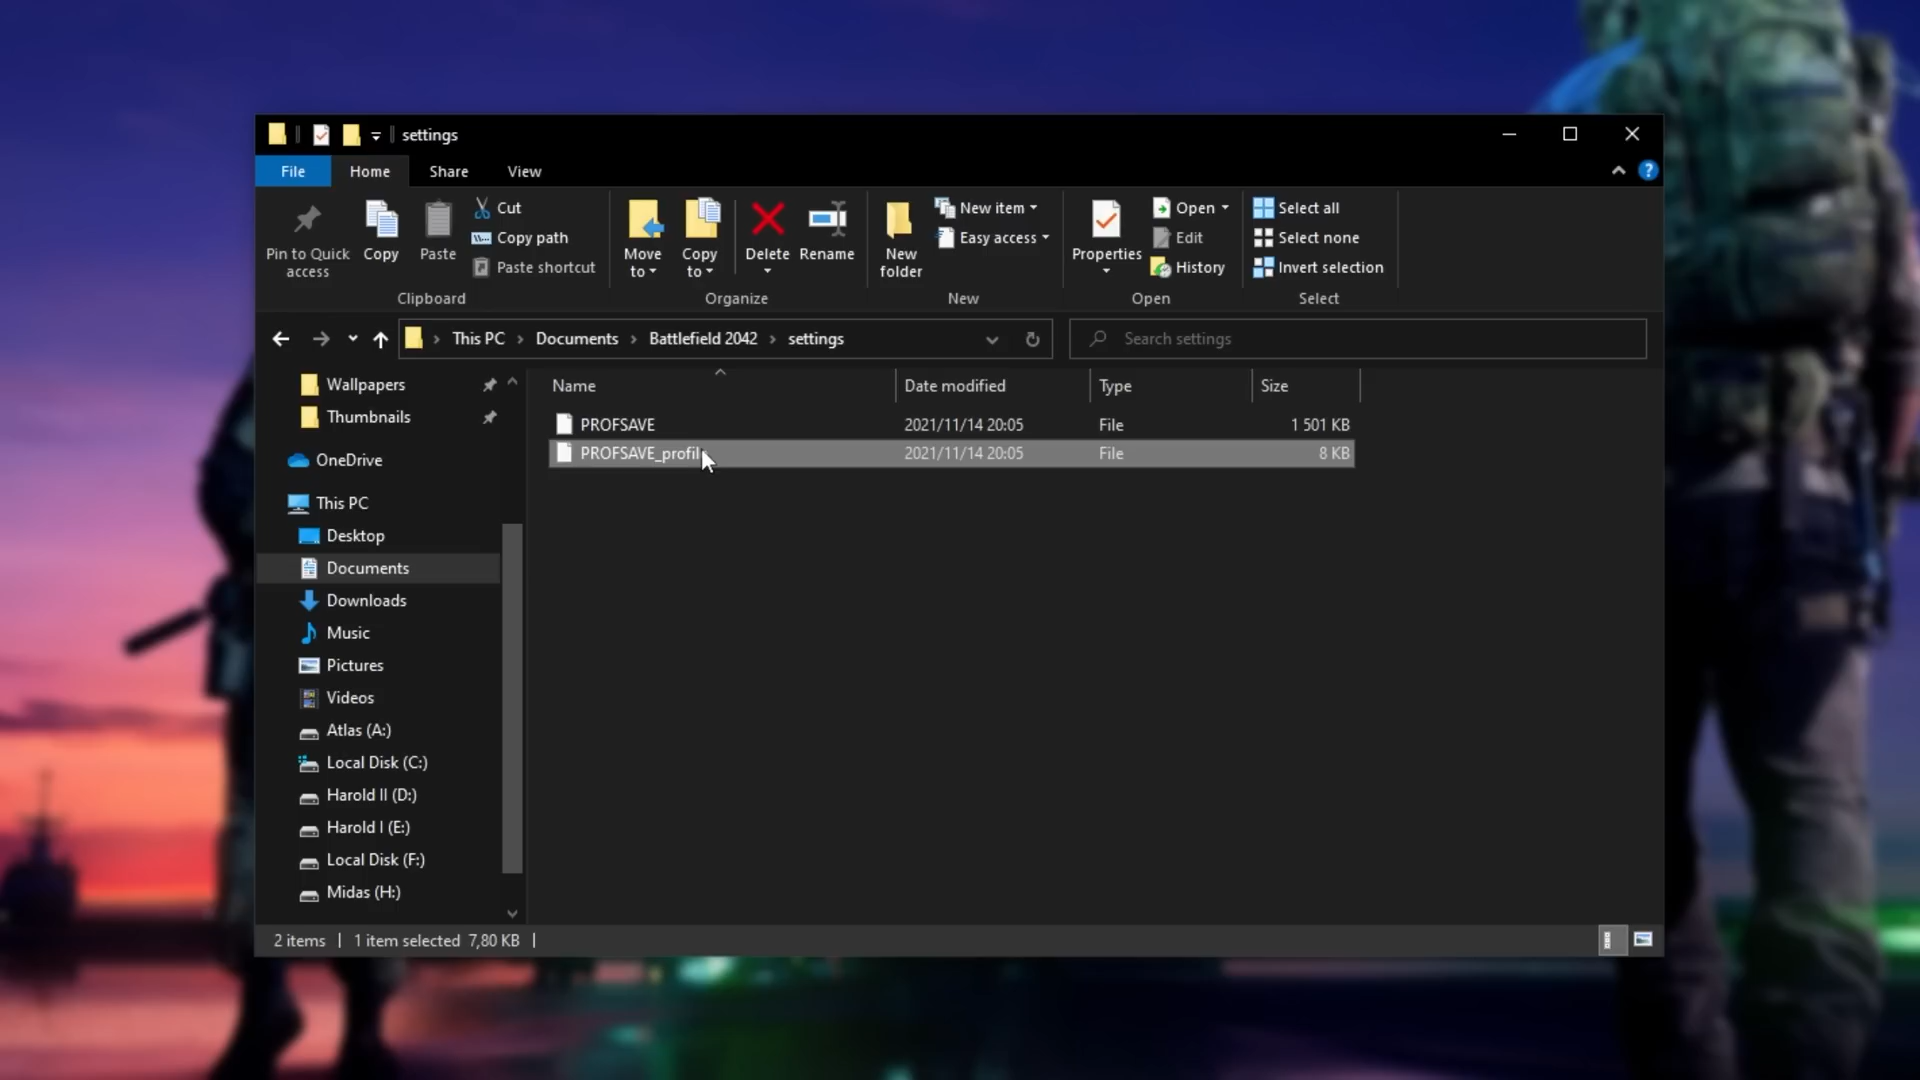 settings
File Home Share View
Pin to Quick access
Copy
Paste
Cut
Copy path
Paste shortcut
Clipboard
Move to
Copy to
Delete
Rename
Organize
New folder
New item
Easy access
New
Properties
Open
Edit
History
Open
Select all
Select none
Invert selection
Select
This PC Documents Battlefield 2042 settings
Search settings
Wallpapers
Thumbnails
OneDrive
This PC
Desktop
Documents
Downloads
Music
Pictures
Videos
Atlas (A:)
Local Disk (C:)
Harold II (D:)
Harold I (E:)
Local Disk (F:)
Midas (H:)
Name Date modified Type Size
PROFSAVE 2021/11/14 20:05 File 1 501 KB
PROFSAVE_profile 2021/11/14 20:05 File 8 KB
2 items 1 item selected 7,80 KB